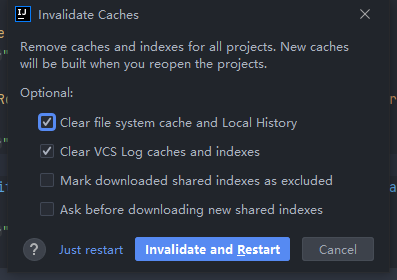 IJ
Invalidate Caches
Remove caches and indexes for all projects. New caches
will be built when you reopen the projects.
Optional:
Clear file system cache and Local History
Clear VCS Log caches and indexes
Mark downloaded shared indexes as excluded
Ask before downloading new shared indexes
?
Just restart
Invalidate and Restart
Cancel